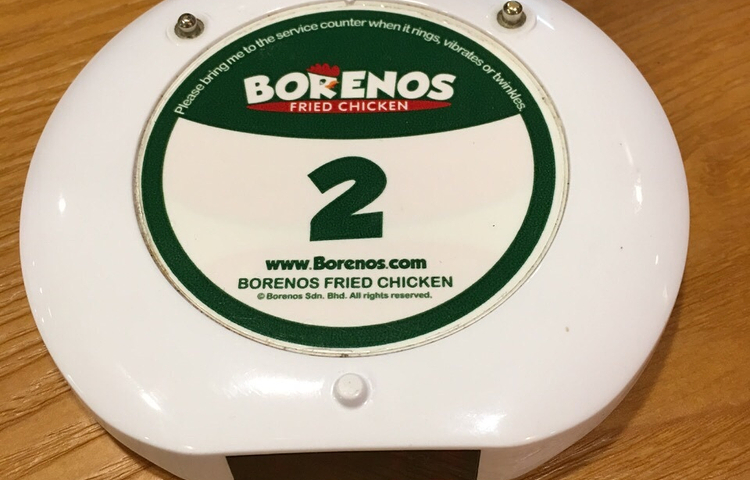 Please bring me to the service counter when it rings, vibrates or twinkles.
BORENOS
FRIED CHICKEN
2
www.Borenos.com
BORENOS FRIED CHICKEN
© Borenos Sdn. Bhd. All rights reserved.